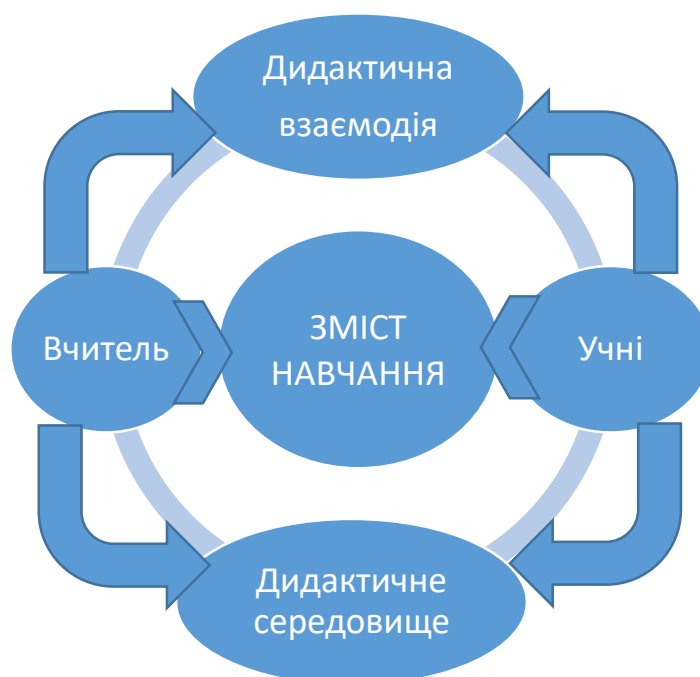 Дидактична
взаємодія
Вчитель
ЗМІСТ
НАВЧАННЯ
Учні
Дидактичне
середовище